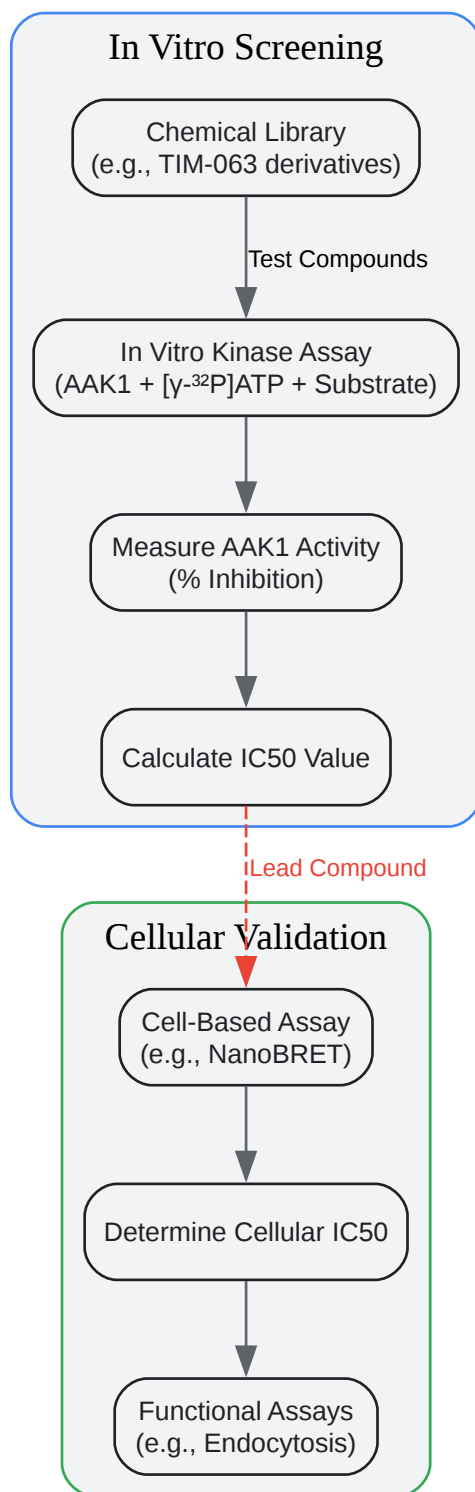 In Vitro Screening
Chemical Library
(e.g., TIM-063 derivatives)
Test Compounds
In Vitro Kinase Assay
(AAK1 + [γ-³²P]ATP + Substrate)
Measure AAK1 Activity
(% Inhibition)
Calculate IC50 Value
Lead Compound
Cellular Validation
Cell-Based Assay
(e.g., NanoBRET)
Determine Cellular IC50
Functional Assays
(e.g., Endocytosis)